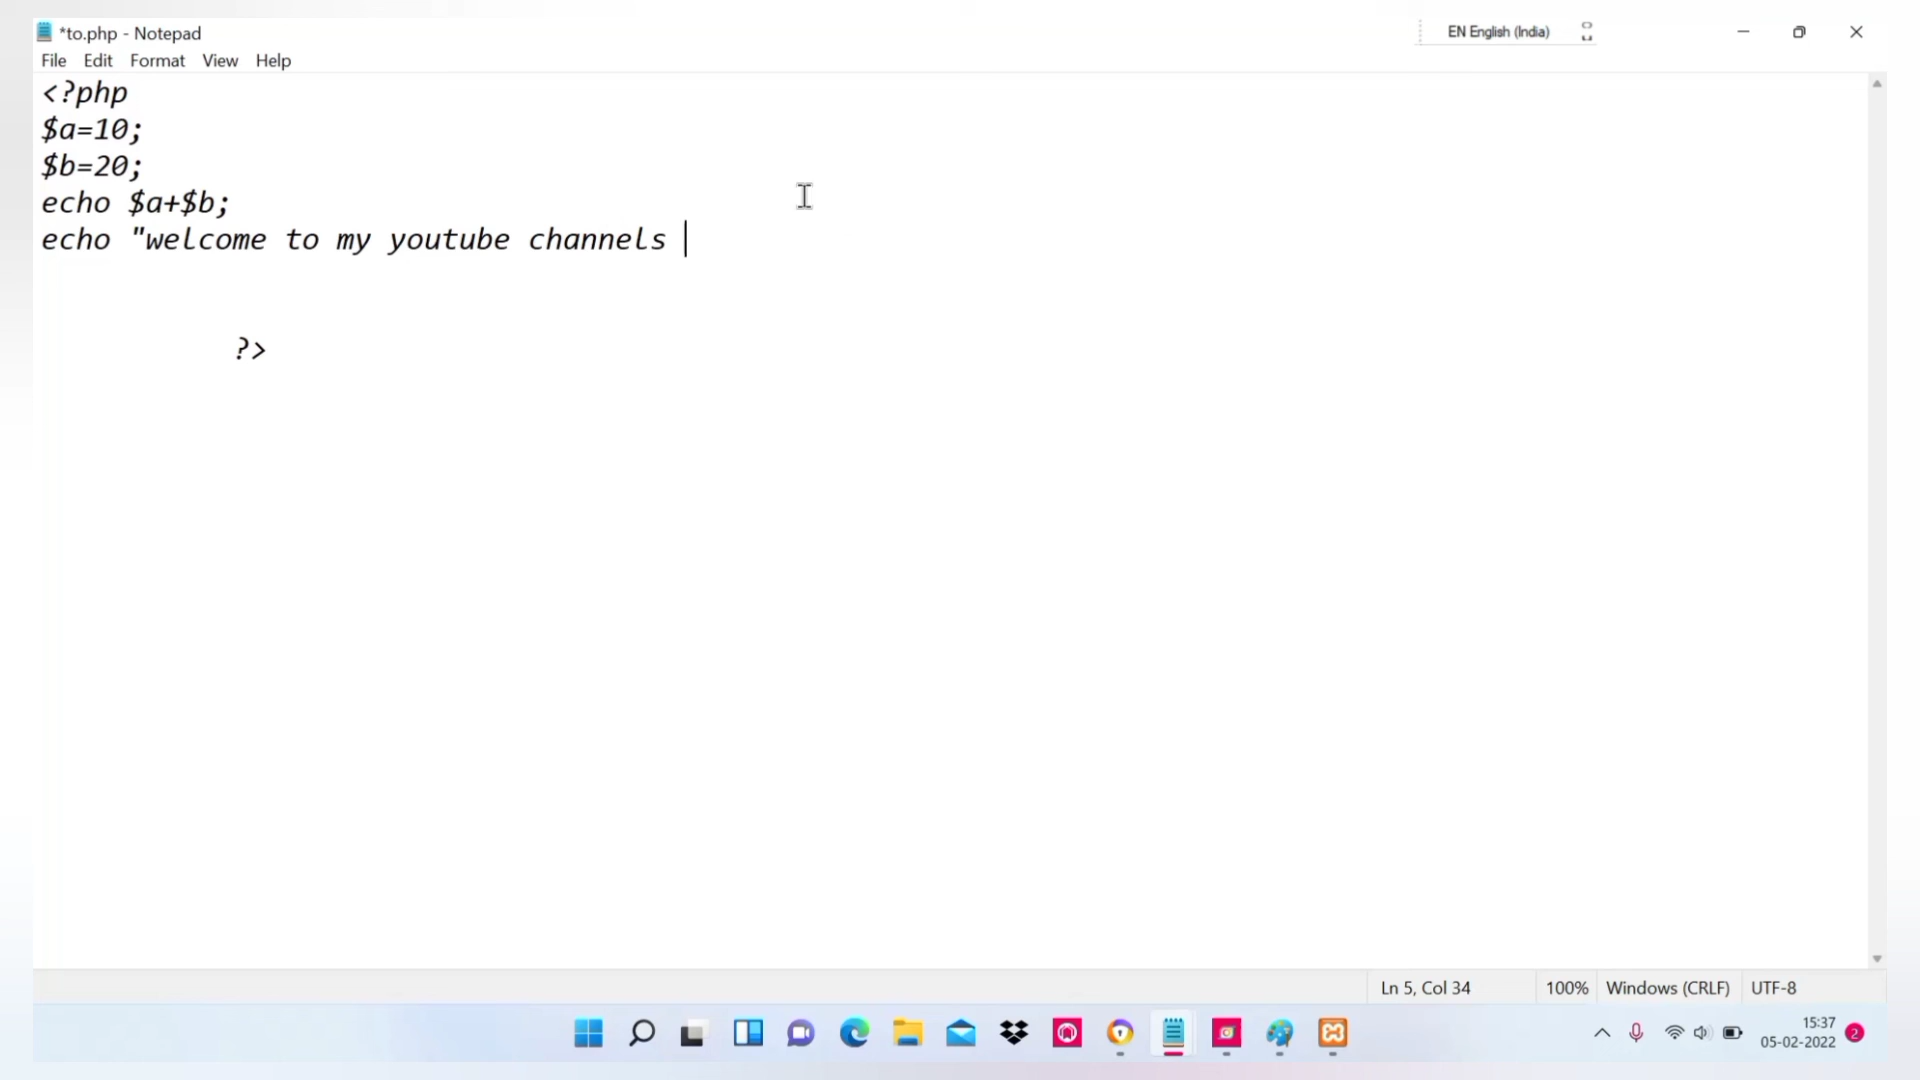 *to.php - Notepad
EN English (India)
File Edit Format View Help
<?php
$a=10;
$b=20;
echo $a+$b;
echo "welcome to my youtube channels
?>
Ln 5, Col 34
100%
Windows (CRLF)
UTF-8
15:37
05-02-2022
2